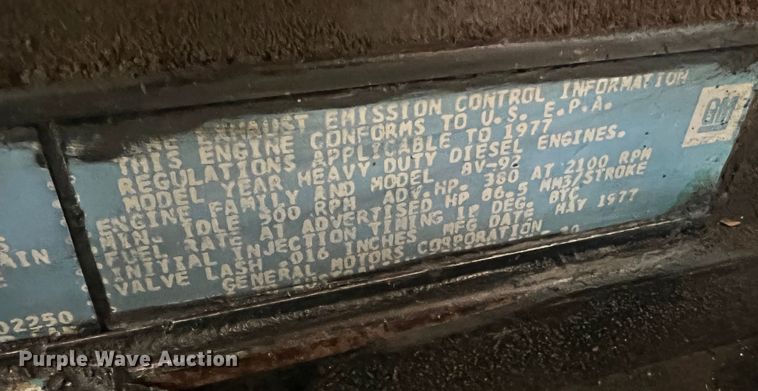 EXHAUST EMISSION CONTROL INFORMATION
THIS ENGINE CONFORMS TO U.S. E.P.A.
REGULATIONS APPLICABLE TO 1977
MODEL YEAR HEAVY DUTY DIESEL ENGINES.
ENGINE FAMILY AND MODEL 8V-92
MIN. IDLE 500 RPM ADV.HP. 380 AT 2100 RPM
FUEL RATE AT ADVERTISED HP 86.5 MM3/STROKE
INITIAL INJECTION TIMING DEG. BTC
VALVE LASH .016 INCHES MFG DATE MAY 1977
GENERAL MOTORS CORPORATION
GM
AIN
02250
Purple Wave Auction